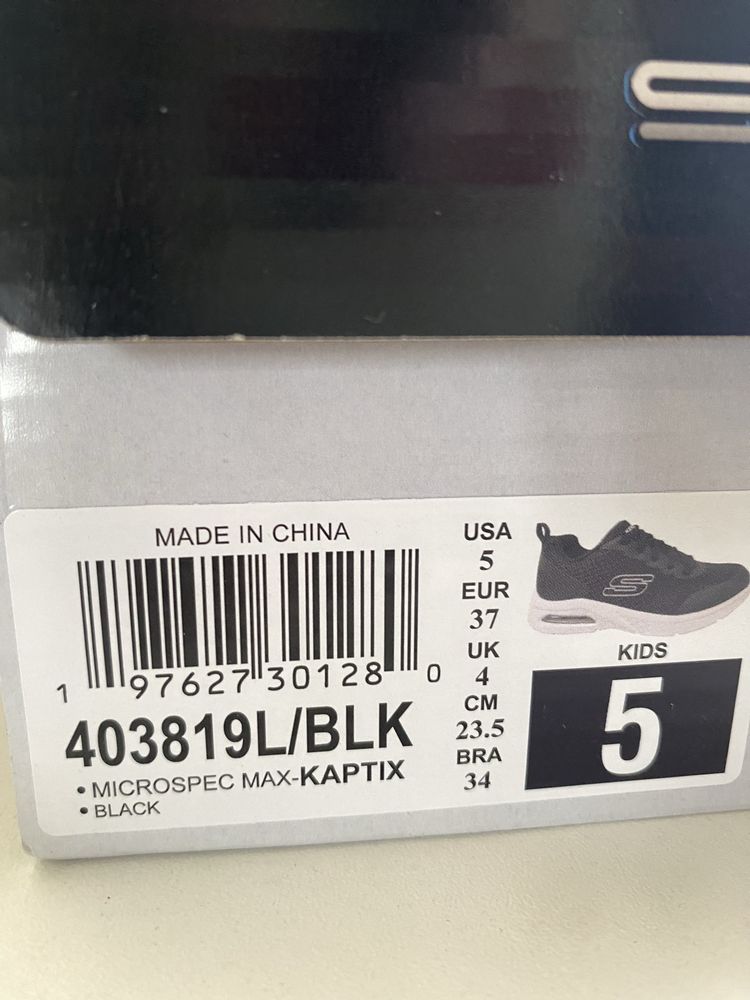 MADE IN CHINA
1 97627 30128 0
403819L/BLK
• MICROSPEC MAX-KAPTIX
• BLACK
USA
5
EUR
37
UK
4
CM
23.5
BRA
34
S
KIDS
5